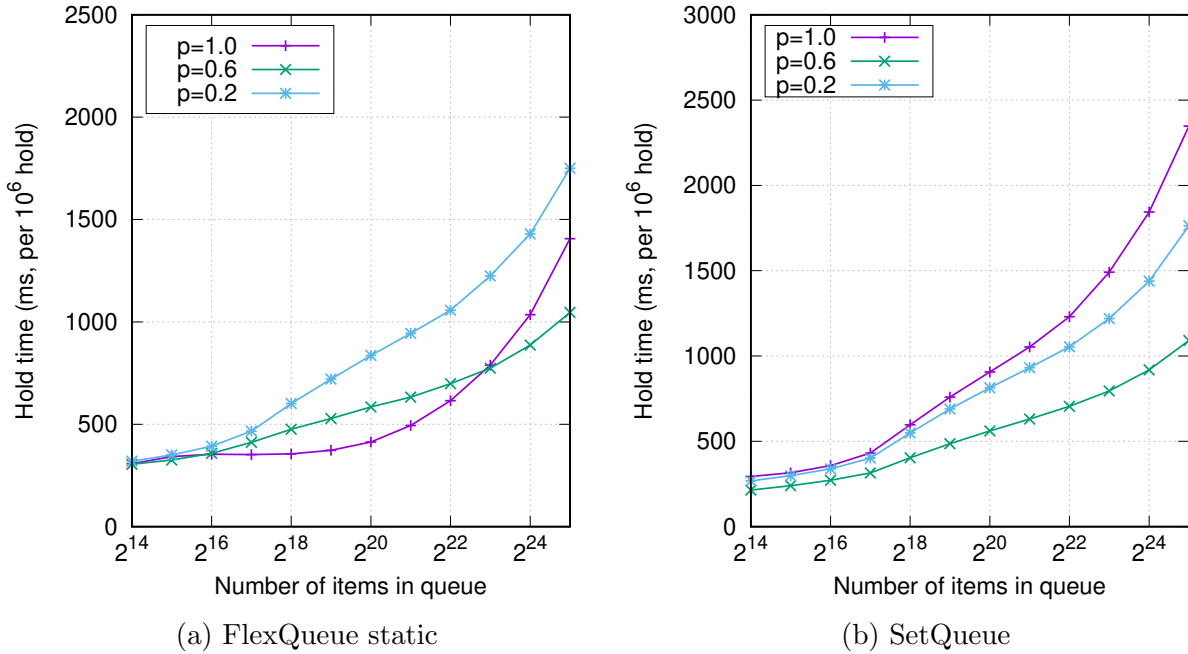 3000
2500
2000
1500
1000
500
0
2^14
2^16
2^18
2^20
2^22
2^24
Hold time (ms, per 10^6 hold)
Number of items in queue
p=1.0
p=0.6
p=0.2
(a) FlexQueue static
3000
2500
2000
1500
1000
500
0
2^14
2^16
2^18
2^20
2^22
2^24
Hold time (ms, per 10^6 hold)
Number of items in queue
p=1.0
p=0.6
p=0.2
(b) SetQueue